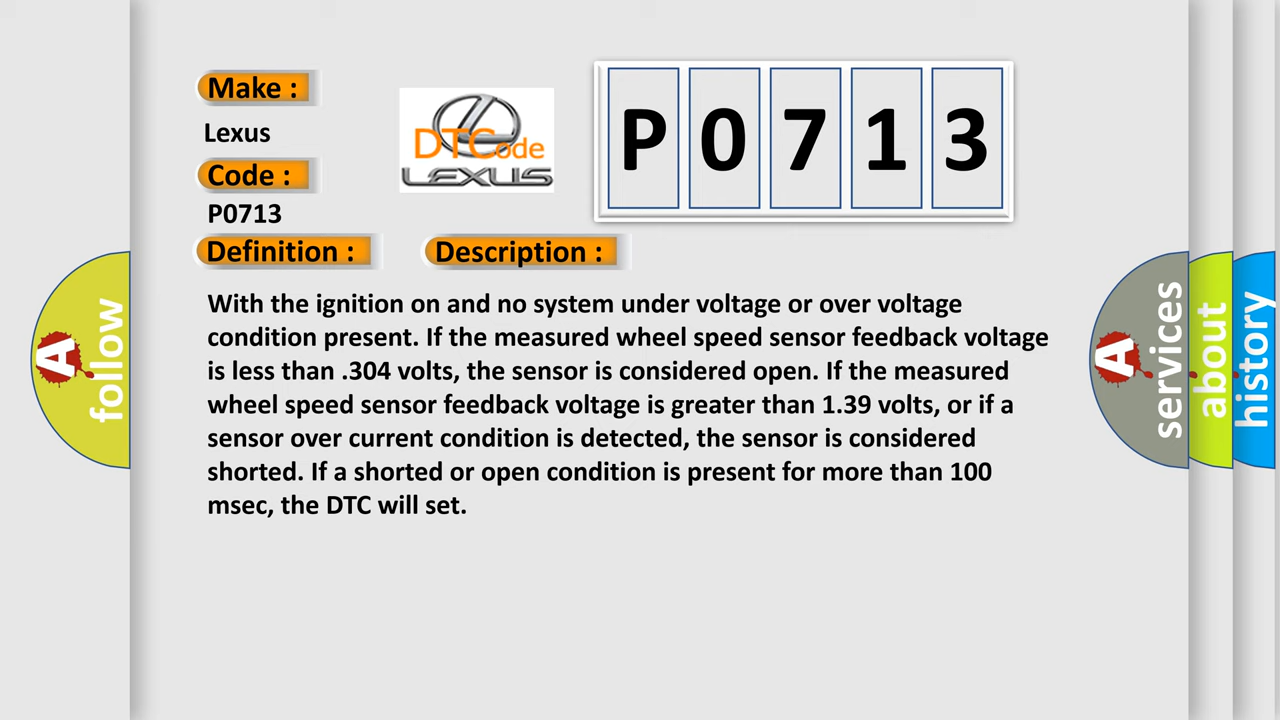 Make :
Lexus
Code :
P0713
Definition :
Description :
DTCode
LEXUS
P0713
With the ignition on and no system under voltage or over voltage
condition present. If the measured wheel speed sensor feedback voltage
is less than .304 volts, the sensor is considered open. If the measured
wheel speed sensor feedback voltage is greater than 1.39 volts, or if a
sensor over current condition is detected, the sensor is considered
shorted. If a shorted or open condition is present for more than 100
msec, the DTC will set.
A
follow
A
services
about
history